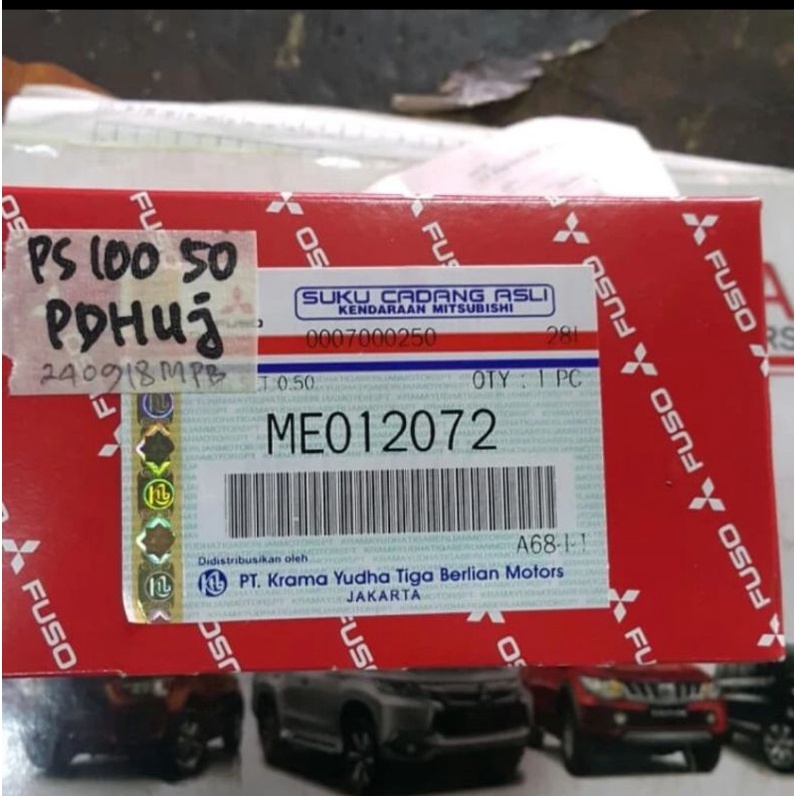 PS 100 50
PDHuj
240918MPB
SUKU CADANG ASLI
KENDARAAN MITSUBISHI
0007000250 281
T 0.50 QTY : 1 PC
ME012072
A68-1-1
Didistribusikan oleh
PT. Krama Yudha Tiga Berlian Motors
JAKARTA
FUSO
FUSO
FUSO
FUSO
FUSO
FUSO